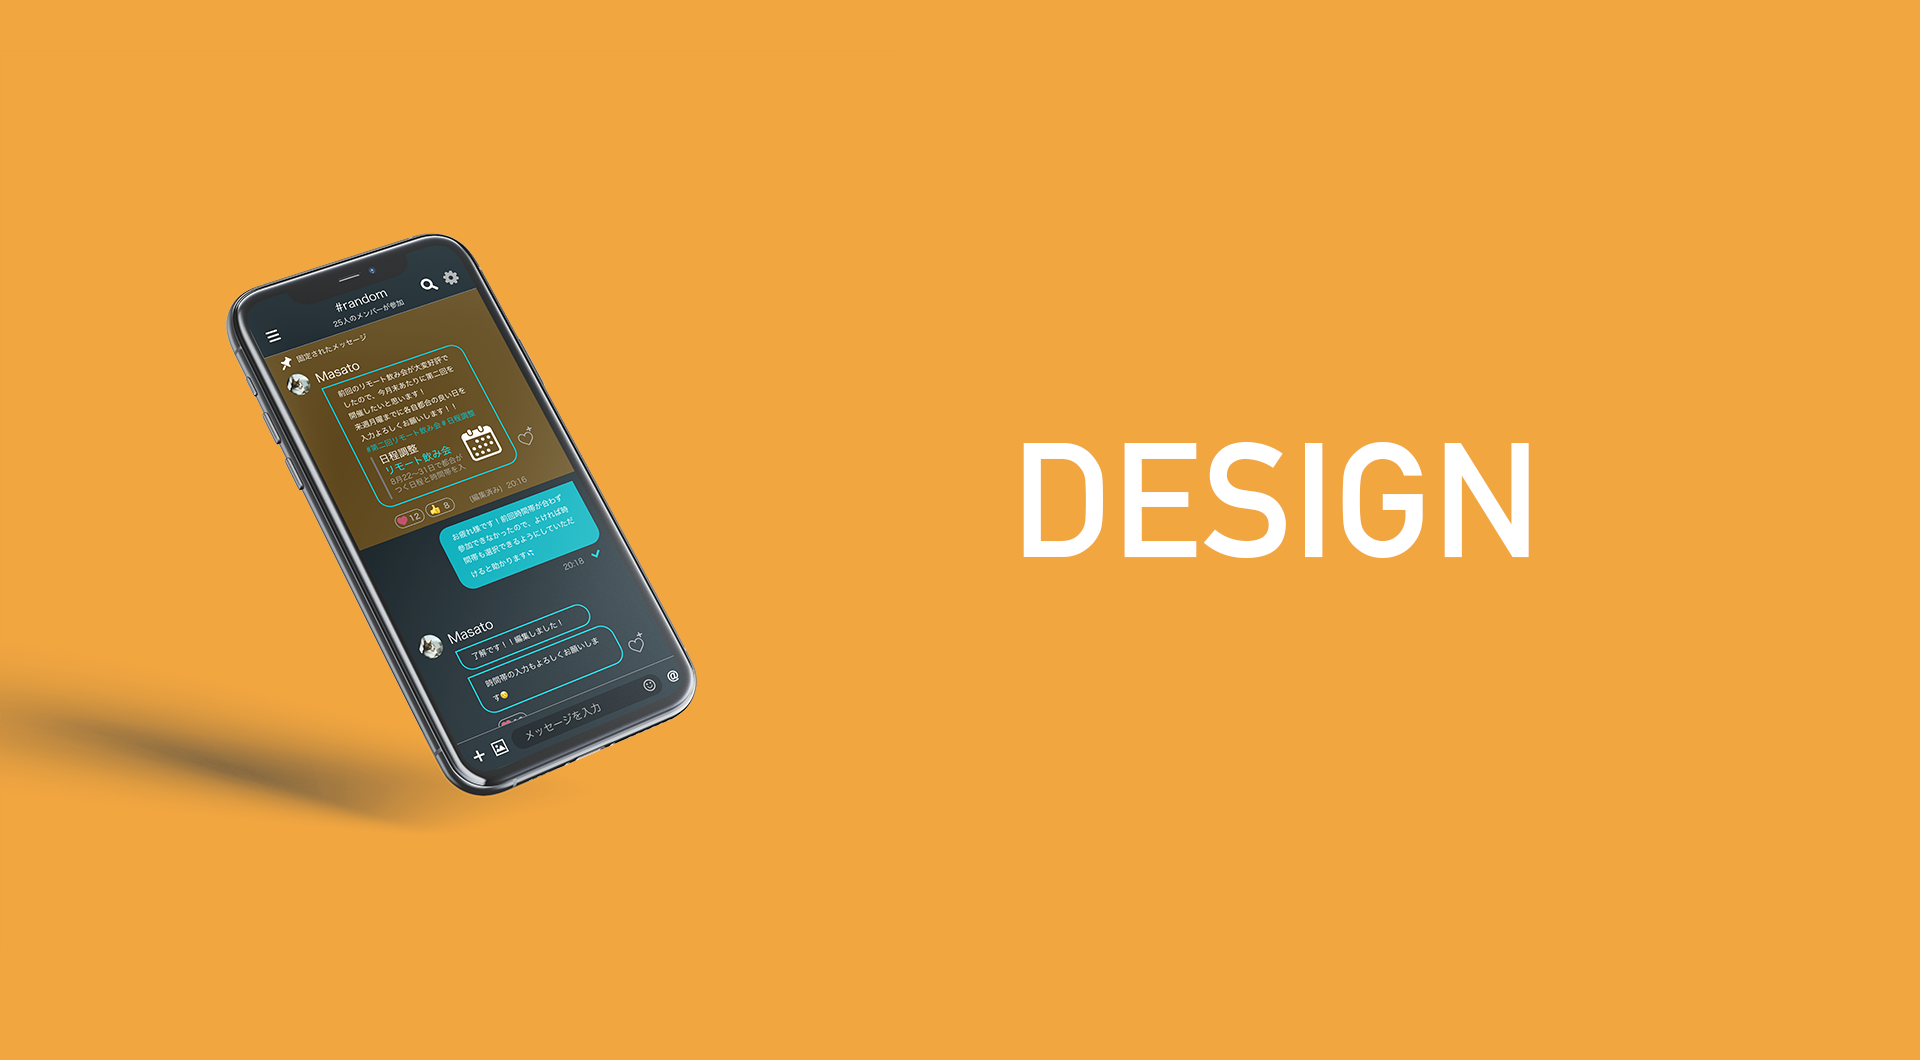 #random
25人のメンバーが参加
固定されたメッセージ
Masato
前回のリモート飲み会が大変好評で
したので、今月末あたりに第二回を
開催したいと思います！
来週月曜までに各自都合の良い日を
入力よろしくお願いします！！
#第二回リモート飲み会 # 日程調整
日程調整
リモート飲み会
8月22〜31日で都合が
つく日程と時間帯を入
(編集済み) 20:16
12
8
お疲れ様です！前回時間帯が合わず
参加できなかったので、よければ時
間帯も選択できるようにしていただ
けると助かります
20:18
Masato
了解です！！編集しました！
時間帯の入力もよろしくお願いしま
す
メッセージを入力
@
DESIGN